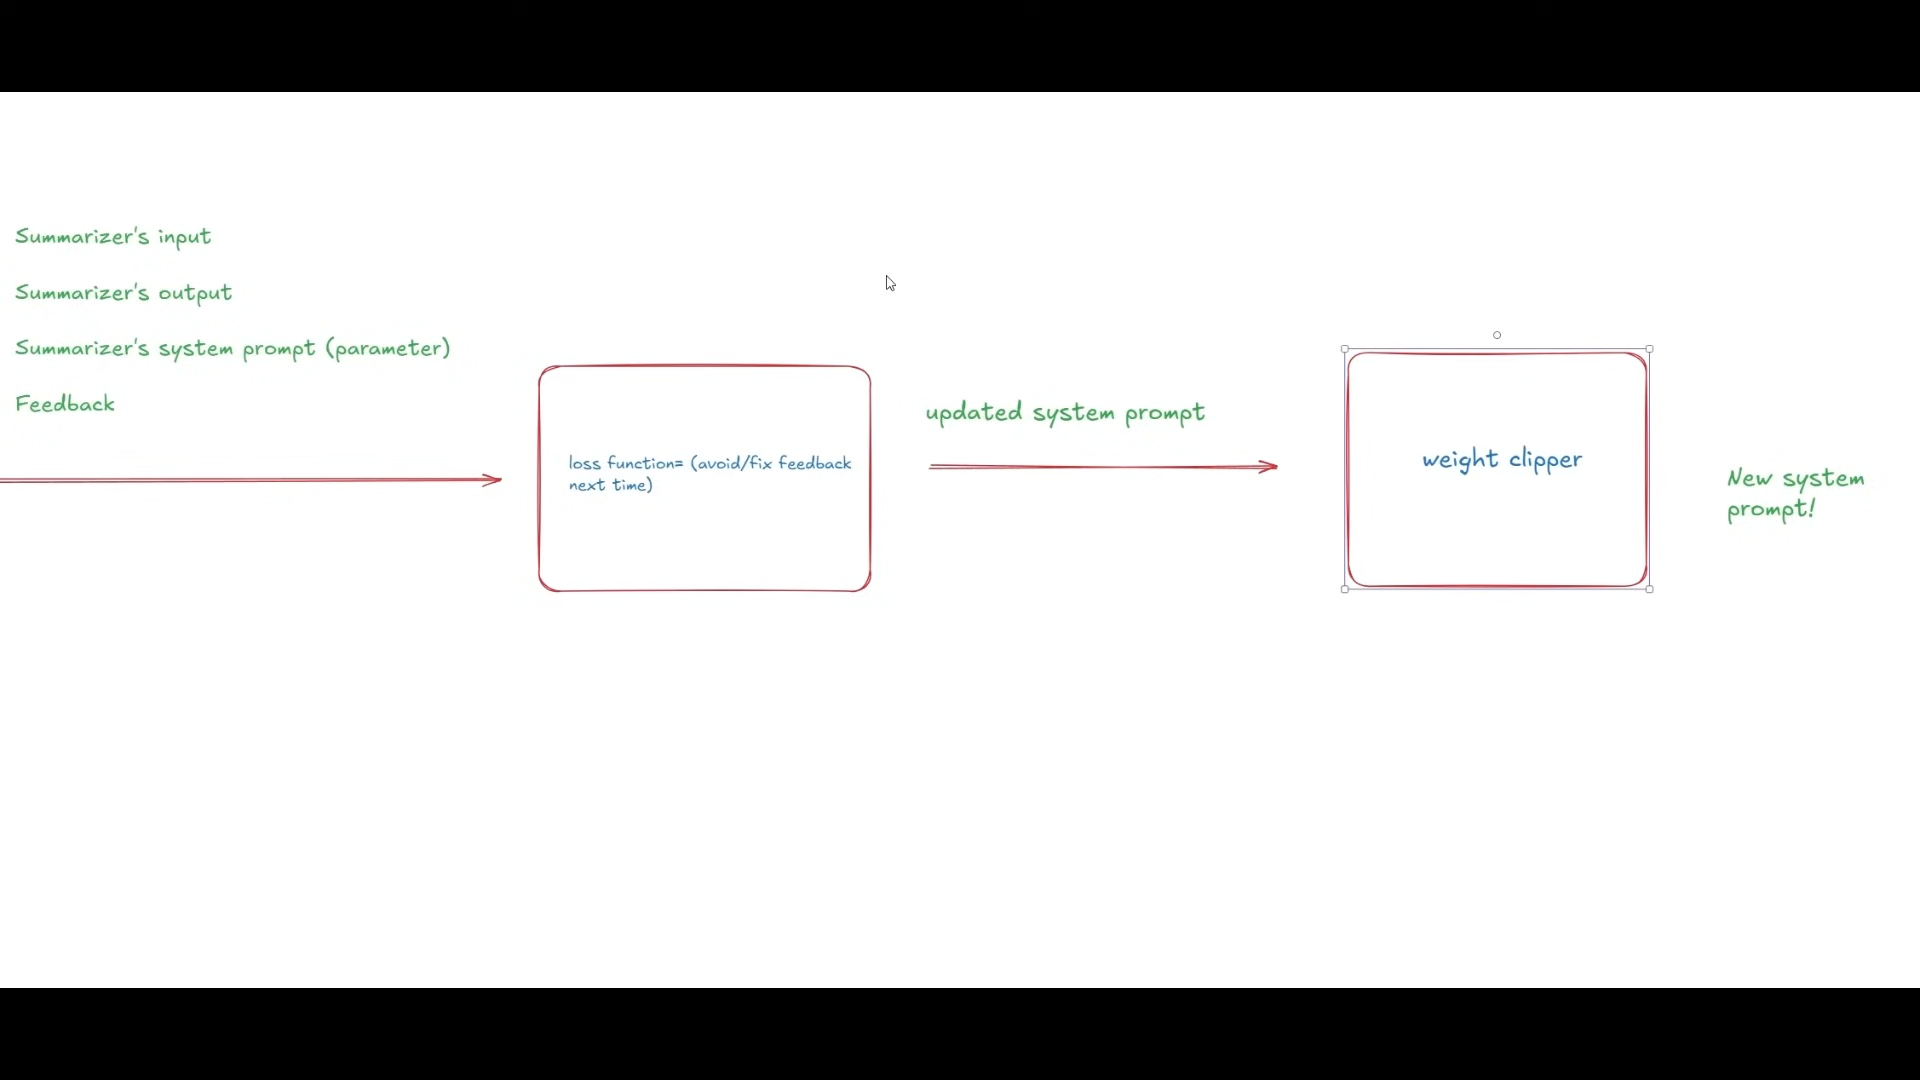 Summarizer's input
Summarizer's output
Summarizer's system prompt (parameter)
Feedback
loss function= (avoid/fix feedback
next time)
updated system prompt
weight clipper
New system
prompt!